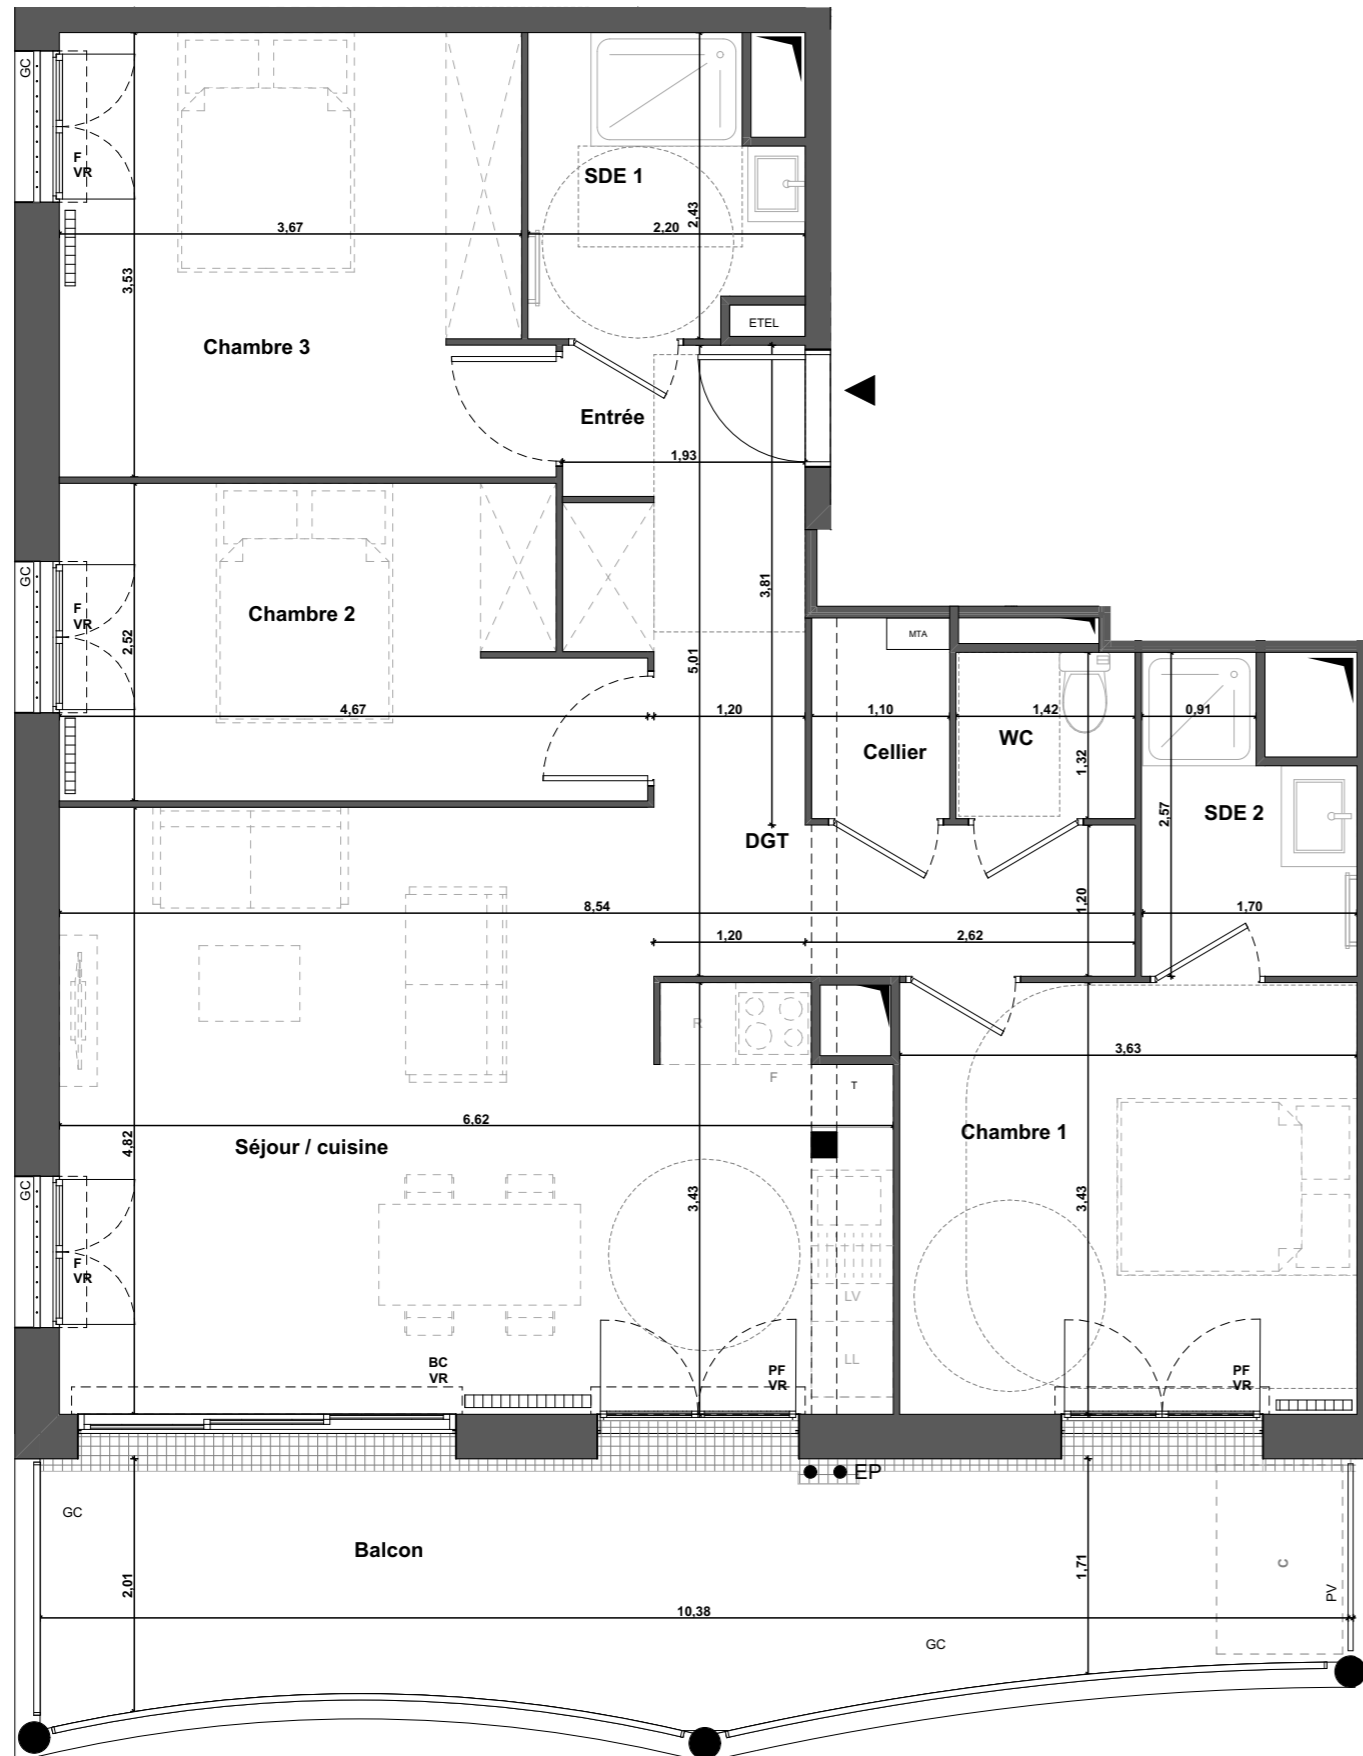 GC
F
VR
SDE 1
2,43
3,67
2,20
3,53
ETEL
Chambre 3
Entrée
1,93
GC
3,81
F
VR
Chambre 2
2,52
MTA
5,01
4,67
1,20
1,10
1,42
0,91
WC
Cellier
1,32
2,57
SDE 2
DGT
8,54
1,20
1,70
1,20
2,62
R
3,63
F
T
6,62
Chambre 1
Séjour / cuisine
4,82
3,43
3,43
GC
F
VR
LV
LL
BC
VR
PF
VR
PF
VR
EP
GC
Balcon
C
1,71
2,01
PV
10,38
GC